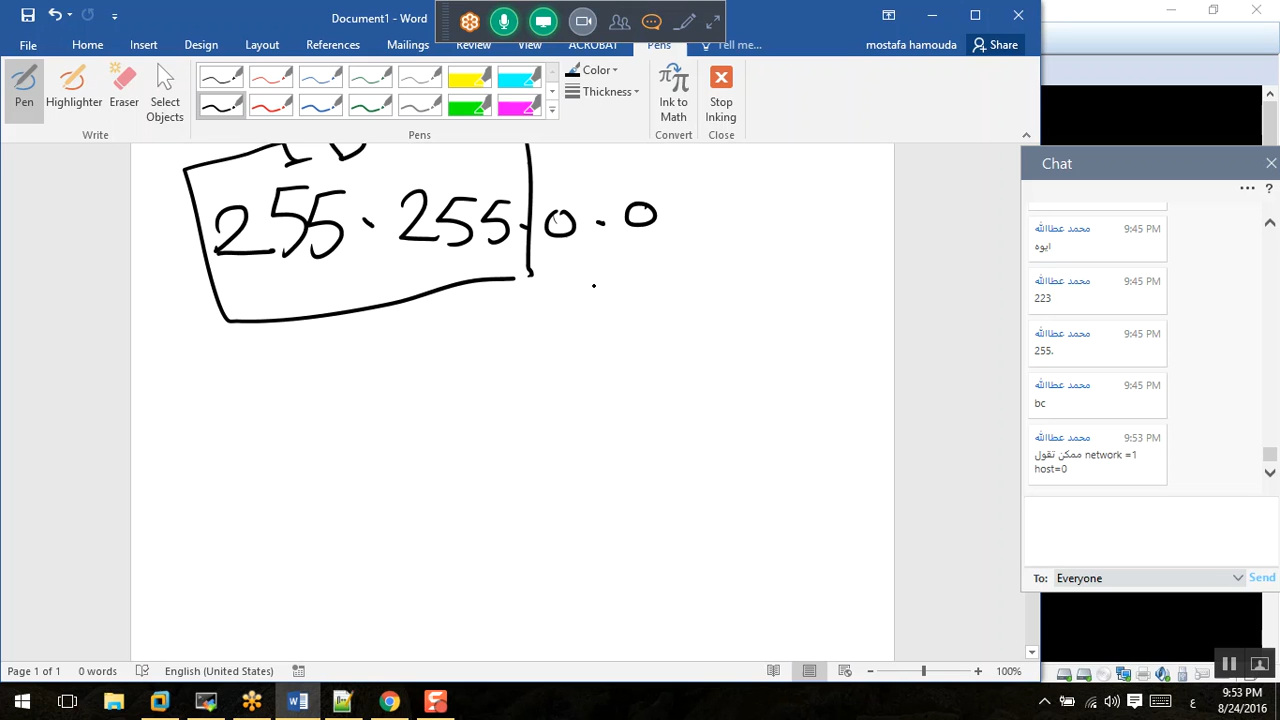 Document1 - Word
File
Home
Insert
Design
Layout
References
Mailings
Review
View
ACROBAT
Pens
Tell me...
mostafa hamouda
Share
Pen
Highlighter
Eraser
Select Objects
Color
Thickness
Ink to Math
Stop Inking
Write
Pens
Convert
Close
255.255.0.0
Chat
محمد عطاالله 9:45 PM
ايوه
محمد عطاالله 9:45 PM
223
محمد عطاالله 9:45 PM
255.
محمد عطاالله 9:45 PM
bc
محمد عطاالله 9:53 PM
ممكن تقول network =1
host=0
To: Everyone
Send
Page 1 of 1
0 words
English (United States)
100%
ع
9:53 PM
8/24/2016